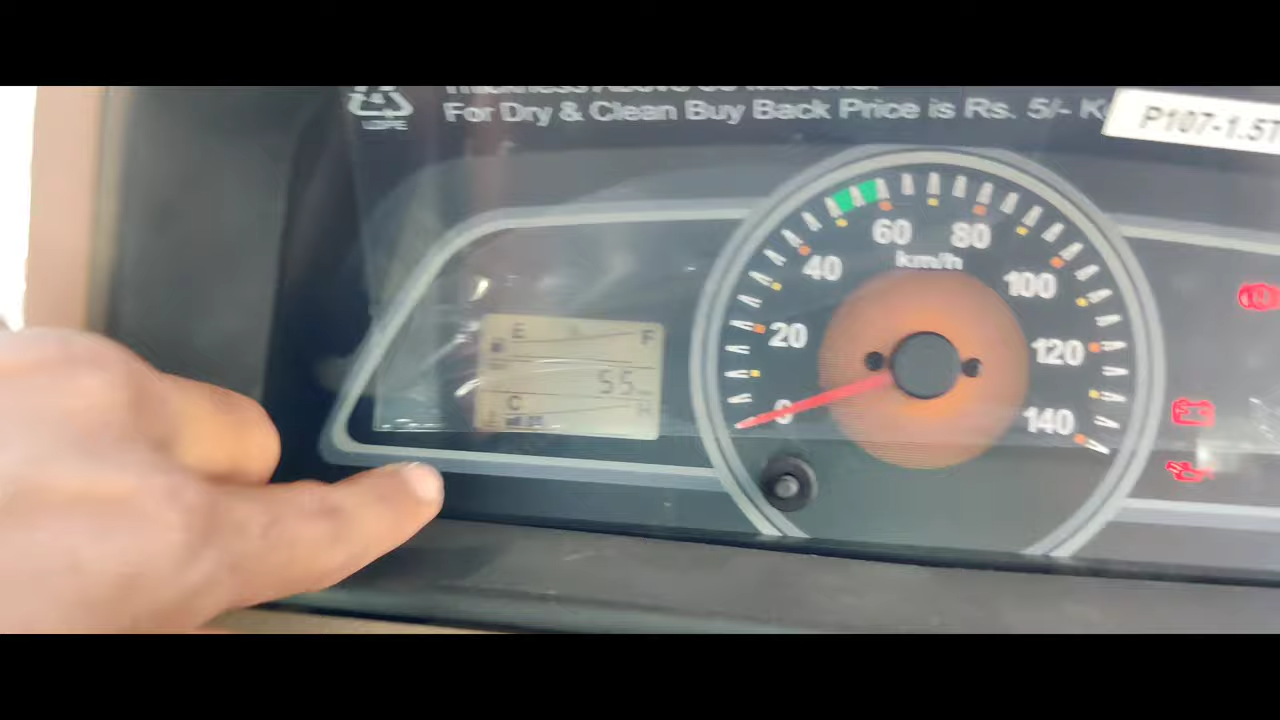 For Dry & Clean Buy Back Price is Rs. 5/-
LDPE
P107-1.5T
60 80
km/h
40 100
20 120
0 140
E F
55
C H